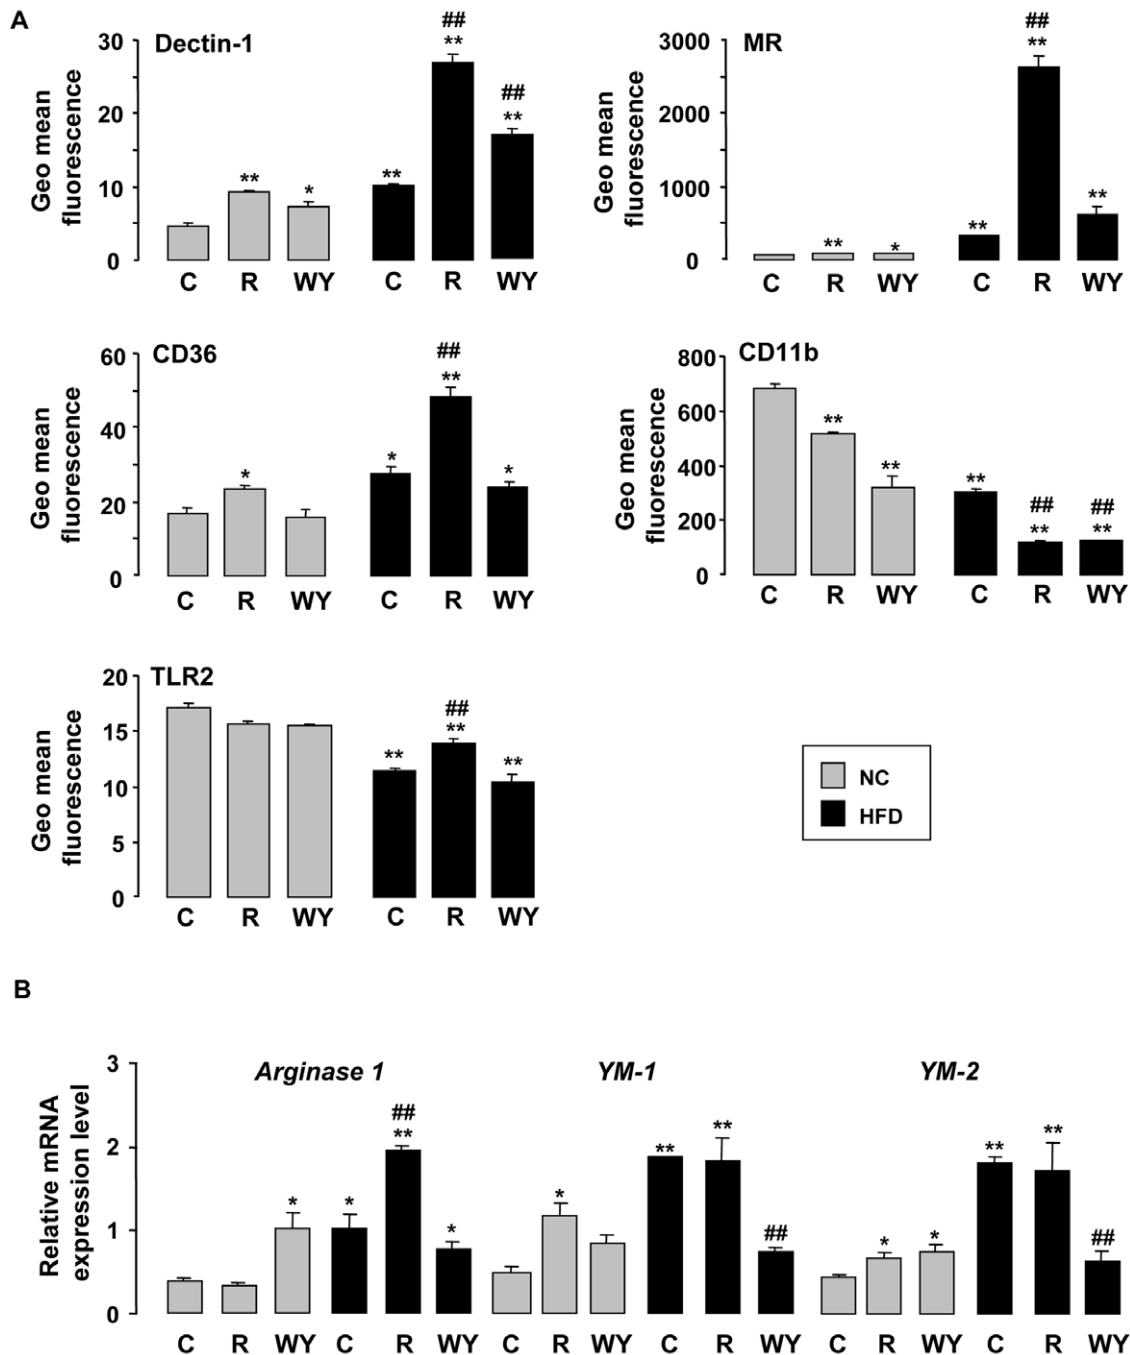 A
Dectin-1
Geo mean
fluorescence
30
20
10
0
** * ** ## ** ## **
C R WY C R WY
MR
Geo mean
fluorescence
3000
2000
1000
0
** * ** ## ** **
C R WY C R WY
CD36
Geo mean
fluorescence
60
40
20
0
* * ## ** *
C R WY C R WY
CD11b
Geo mean
fluorescence
800
600
400
200
0
** ** ** ## ** ## **
C R WY C R WY
TLR2
Geo mean
fluorescence
20
15
10
5
0
** ## ** **
C R WY C R WY
NC
HFD
B
Relative mRNA
expression level
3
2
1
0
Arginase 1 YM-1 YM-2
* * ## ** * * ** ** ## * * ** ** ##
C R WY C R WY C R WY C R WY C R WY C R WY